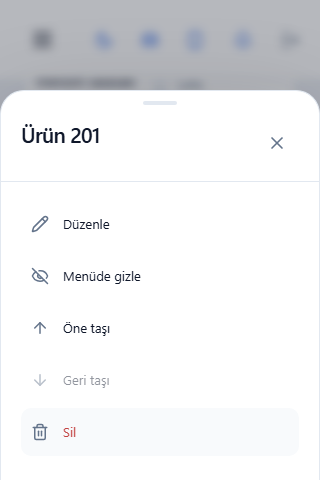 Ürün 201
Düzenle
Menüde gizle
Öne taşı
Geri taşı
Sil